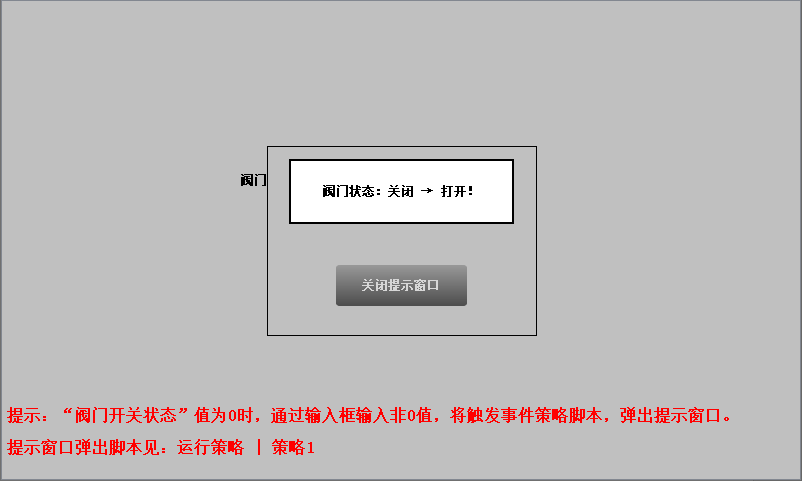 阀门
阀门状态：关闭 → 打开！
关闭提示窗口
提示：“阀门开关状态”值为0时，通过输入框输入非0值，将触发事件策略脚本，弹出提示窗口。
提示窗口弹出脚本见：运行策略 | 策略1